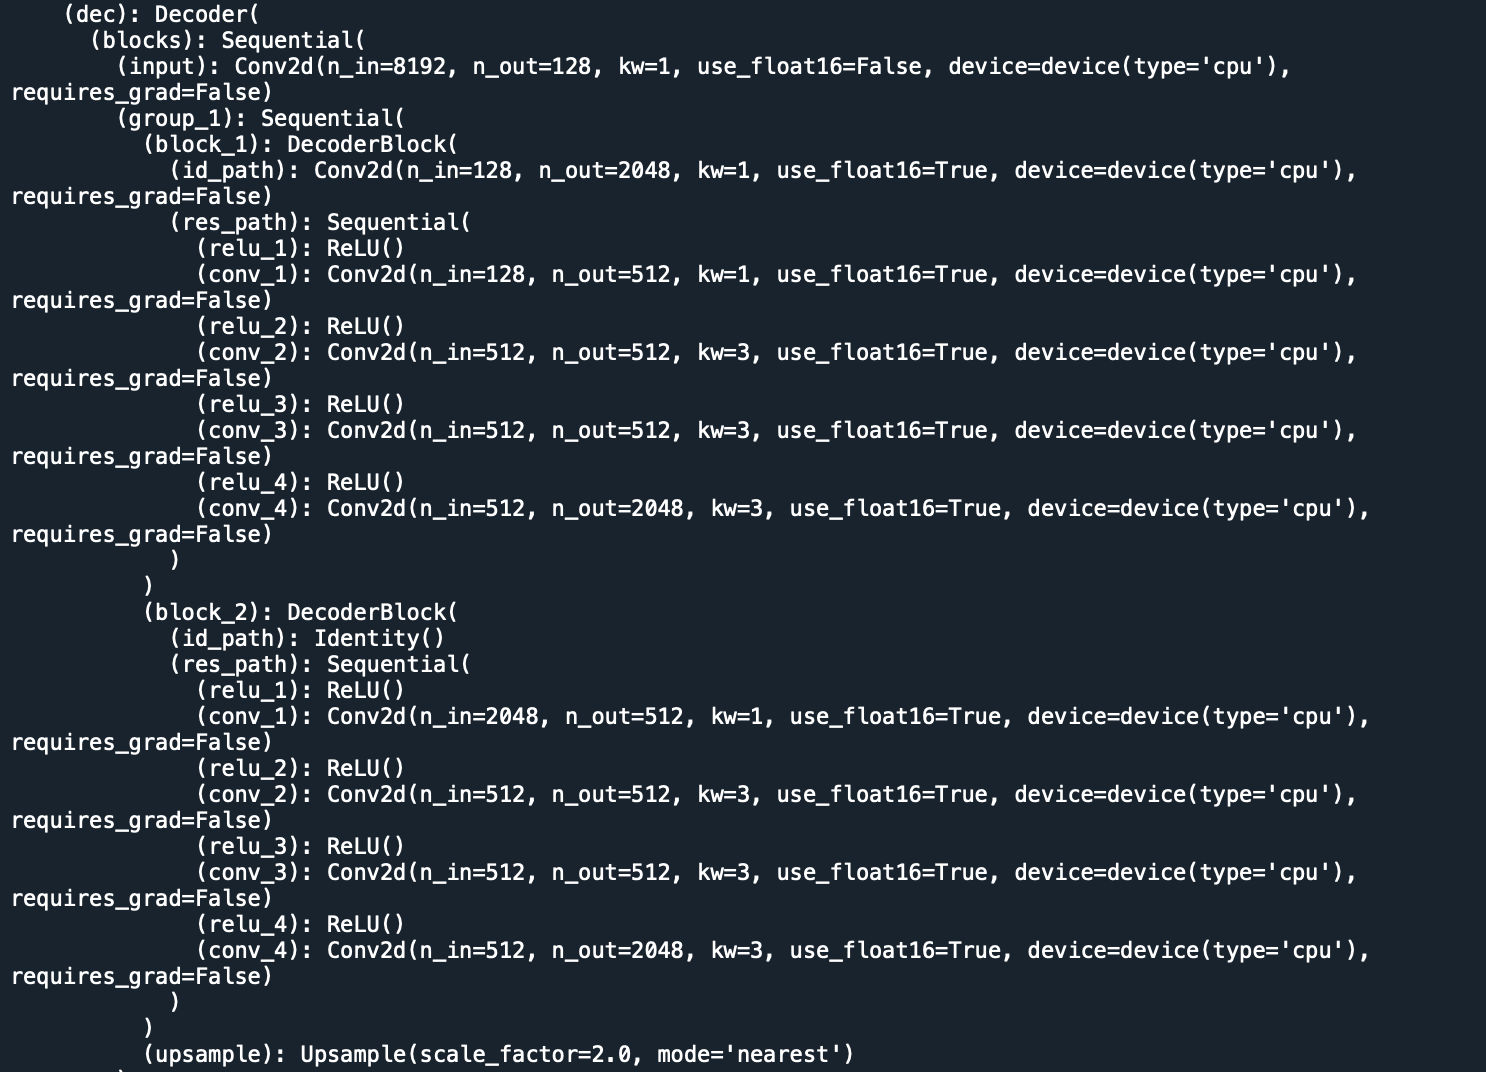 (dec): Decoder(
(blocks): Sequential(
(input): Conv2d(n_in=8192, n_out=128, kw=1, use_float16=False, device=device(type='cpu'),
requires_grad=False)
(group_1): Sequential(
(block_1): DecoderBlock(
(id_path): Conv2d(n_in=128, n_out=2048, kw=1, use_float16=True, device=device(type='cpu'),
requires_grad=False)
(res_path): Sequential(
(relu_1): ReLU()
(conv_1): Conv2d(n_in=128, n_out=512, kw=1, use_float16=True, device=device(type='cpu'),
requires_grad=False)
(relu_2): ReLU()
(conv_2): Conv2d(n_in=512, n_out=512, kw=3, use_float16=True, device=device(type='cpu'),
requires_grad=False)
(relu_3): ReLU()
(conv_3): Conv2d(n_in=512, n_out=512, kw=3, use_float16=True, device=device(type='cpu'),
requires_grad=False)
(relu_4): ReLU()
(conv_4): Conv2d(n_in=512, n_out=2048, kw=3, use_float16=True, device=device(type='cpu'),
requires_grad=False)
)
)
(block_2): DecoderBlock(
(id_path): Identity()
(res_path): Sequential(
(relu_1): ReLU()
(conv_1): Conv2d(n_in=2048, n_out=512, kw=1, use_float16=True, device=device(type='cpu'),
requires_grad=False)
(relu_2): ReLU()
(conv_2): Conv2d(n_in=512, n_out=512, kw=3, use_float16=True, device=device(type='cpu'),
requires_grad=False)
(relu_3): ReLU()
(conv_3): Conv2d(n_in=512, n_out=512, kw=3, use_float16=True, device=device(type='cpu'),
requires_grad=False)
(relu_4): ReLU()
(conv_4): Conv2d(n_in=512, n_out=2048, kw=3, use_float16=True, device=device(type='cpu'),
requires_grad=False)
)
)
(upsample): Upsample(scale_factor=2.0, mode='nearest')